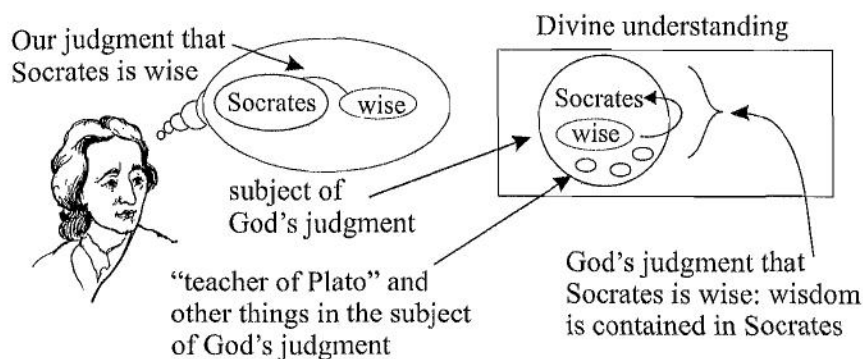 Our judgment that
Socrates is wise
Socrates
wise
Divine understanding
Socrates
wise
subject of
God's judgment
“teacher of Plato” and
other things in the subject
of God's judgment
God's judgment that
Socrates is wise: wisdom
is contained in Socrates